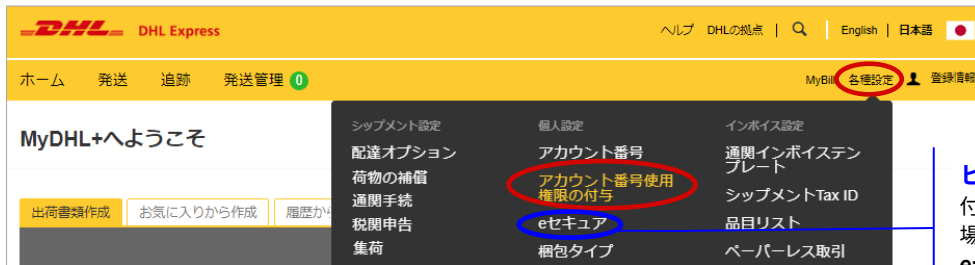 DHL DHL Express ヘルプ DHLの拠点 | English | 日本語
ホーム 発送 追跡 発送管理 0 MyBill 各種設定 登録情報
MyDHL+へようこそ
シップメント設定 個人設定 インボイス設定
配達オプション アカウント番号 通関インボイステン
プレート
荷物の補償 アカウント番号使用
権限の付与
通関手続 シップメントTax ID
税関申告 eセキュア 品目リスト
集荷 梱包タイプ ペーパーレス取引
出荷書類作成 お気に入りから作成 履歴か
付
場